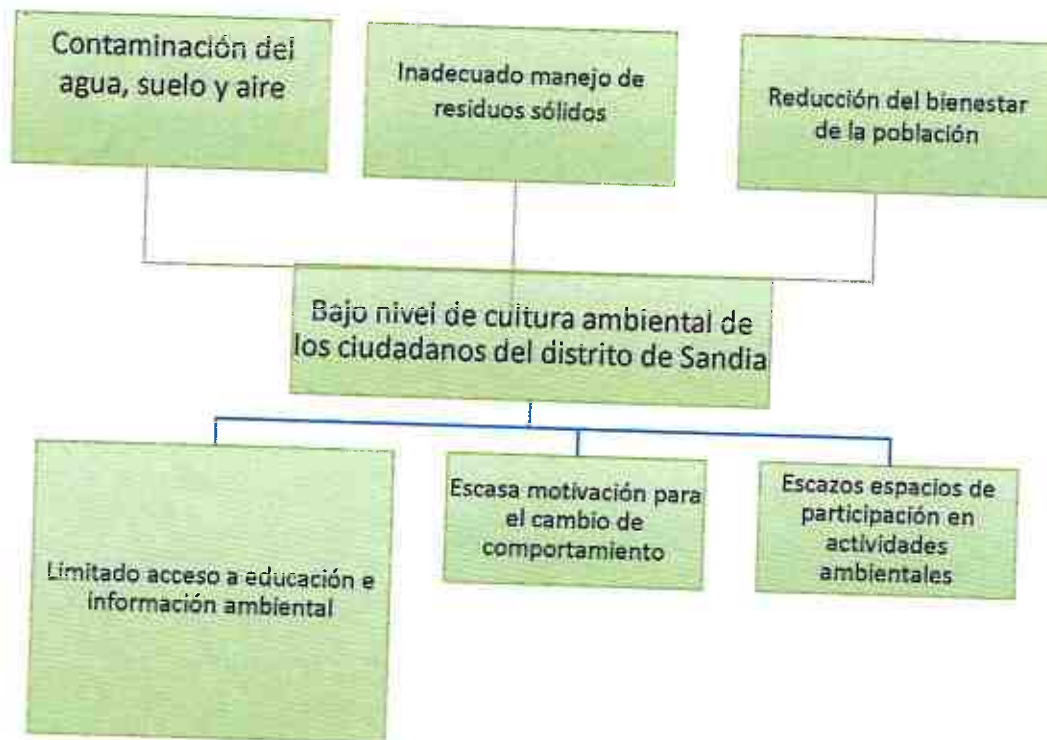 Contaminación del
agua, suelo y aire
Inadecuado manejo de
residuos sólidos
Reducción del bienestar
de la población
Bajo nivel de cultura ambiental de
los ciudadanos del distrito de Sandia
Limitado acceso a educación e
información ambiental
Escasa motivación para
el cambio de
comportamiento
Escazos espacios de
participación en
actividades
ambientales